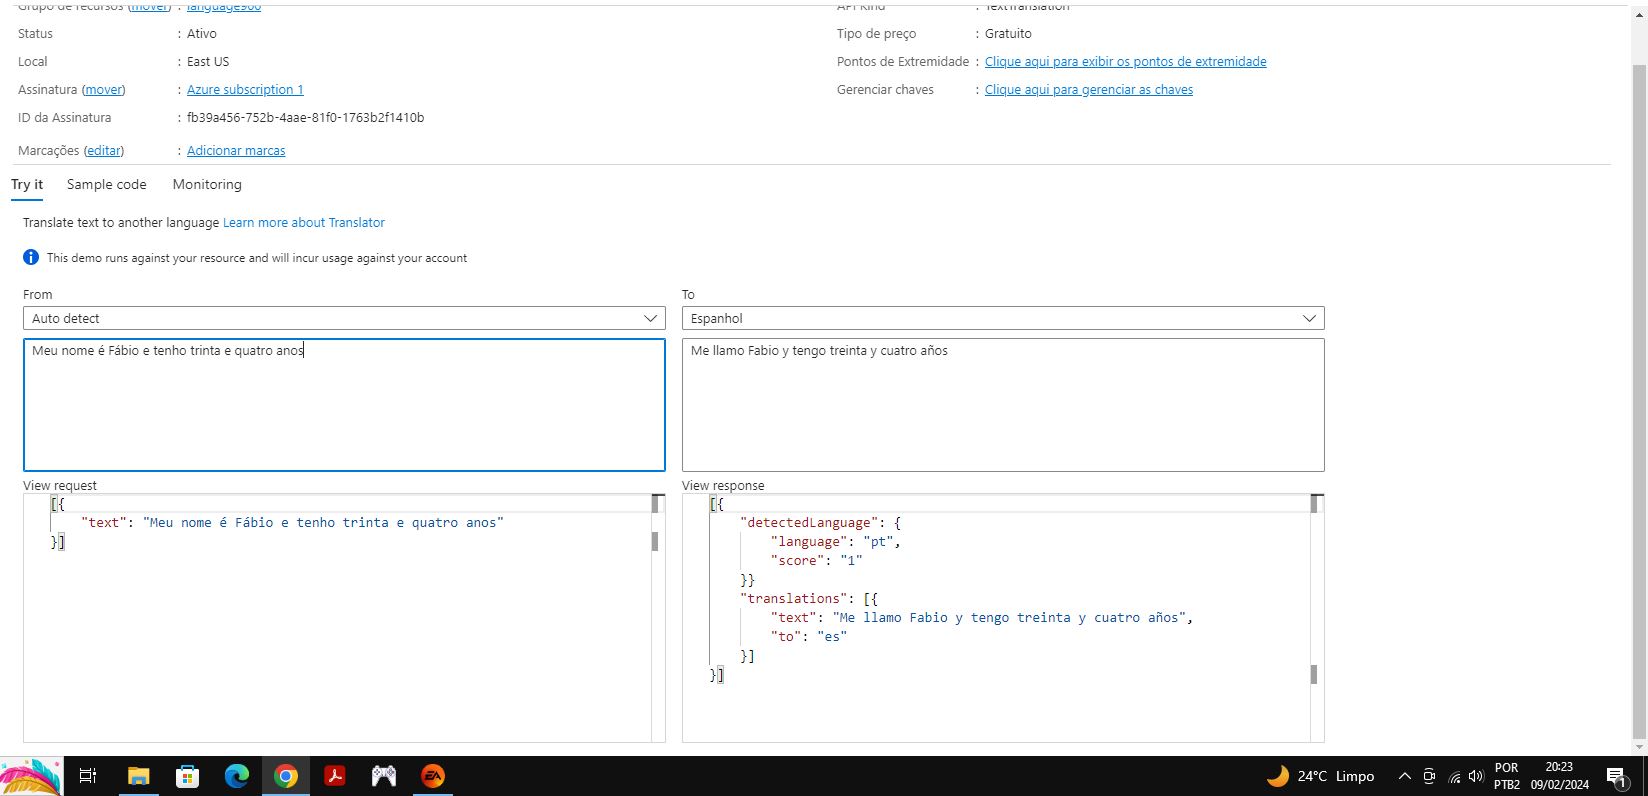 Grupo de recursos (mover) : language900
API Kind : TextTranslation
Status : Ativo
Tipo de preço : Gratuito
Local : East US
Pontos de Extremidade : Clique aqui para exibir os pontos de extremidade
Assinatura (mover) : Azure subscription 1
Gerenciar chaves : Clique aqui para gerenciar as chaves
ID da Assinatura : fb39a456-752b-4aae-81f0-1763b2f1410b
Marcações (editar) : Adicionar marcas
Try it Sample code Monitoring
Translate text to another language Learn more about Translator
This demo runs against your resource and will incur usage against your account
From
Auto detect
Meu nome é Fábio e tenho trinta e quatro anos
To
Espanhol
Me llamo Fabio y tengo treinta y cuatro años
View request
[{
"text": "Meu nome é Fábio e tenho trinta e quatro anos"
}]
View response
[{
"detectedLanguage": {
"language": "pt",
"score": "1"
}}
"translations": [{
"text": "Me llamo Fabio y tengo treinta y cuatro años",
"to": "es"
}]
}]
EA
24°C Limpo
POR
PTB2
20:23
09/02/2024
1